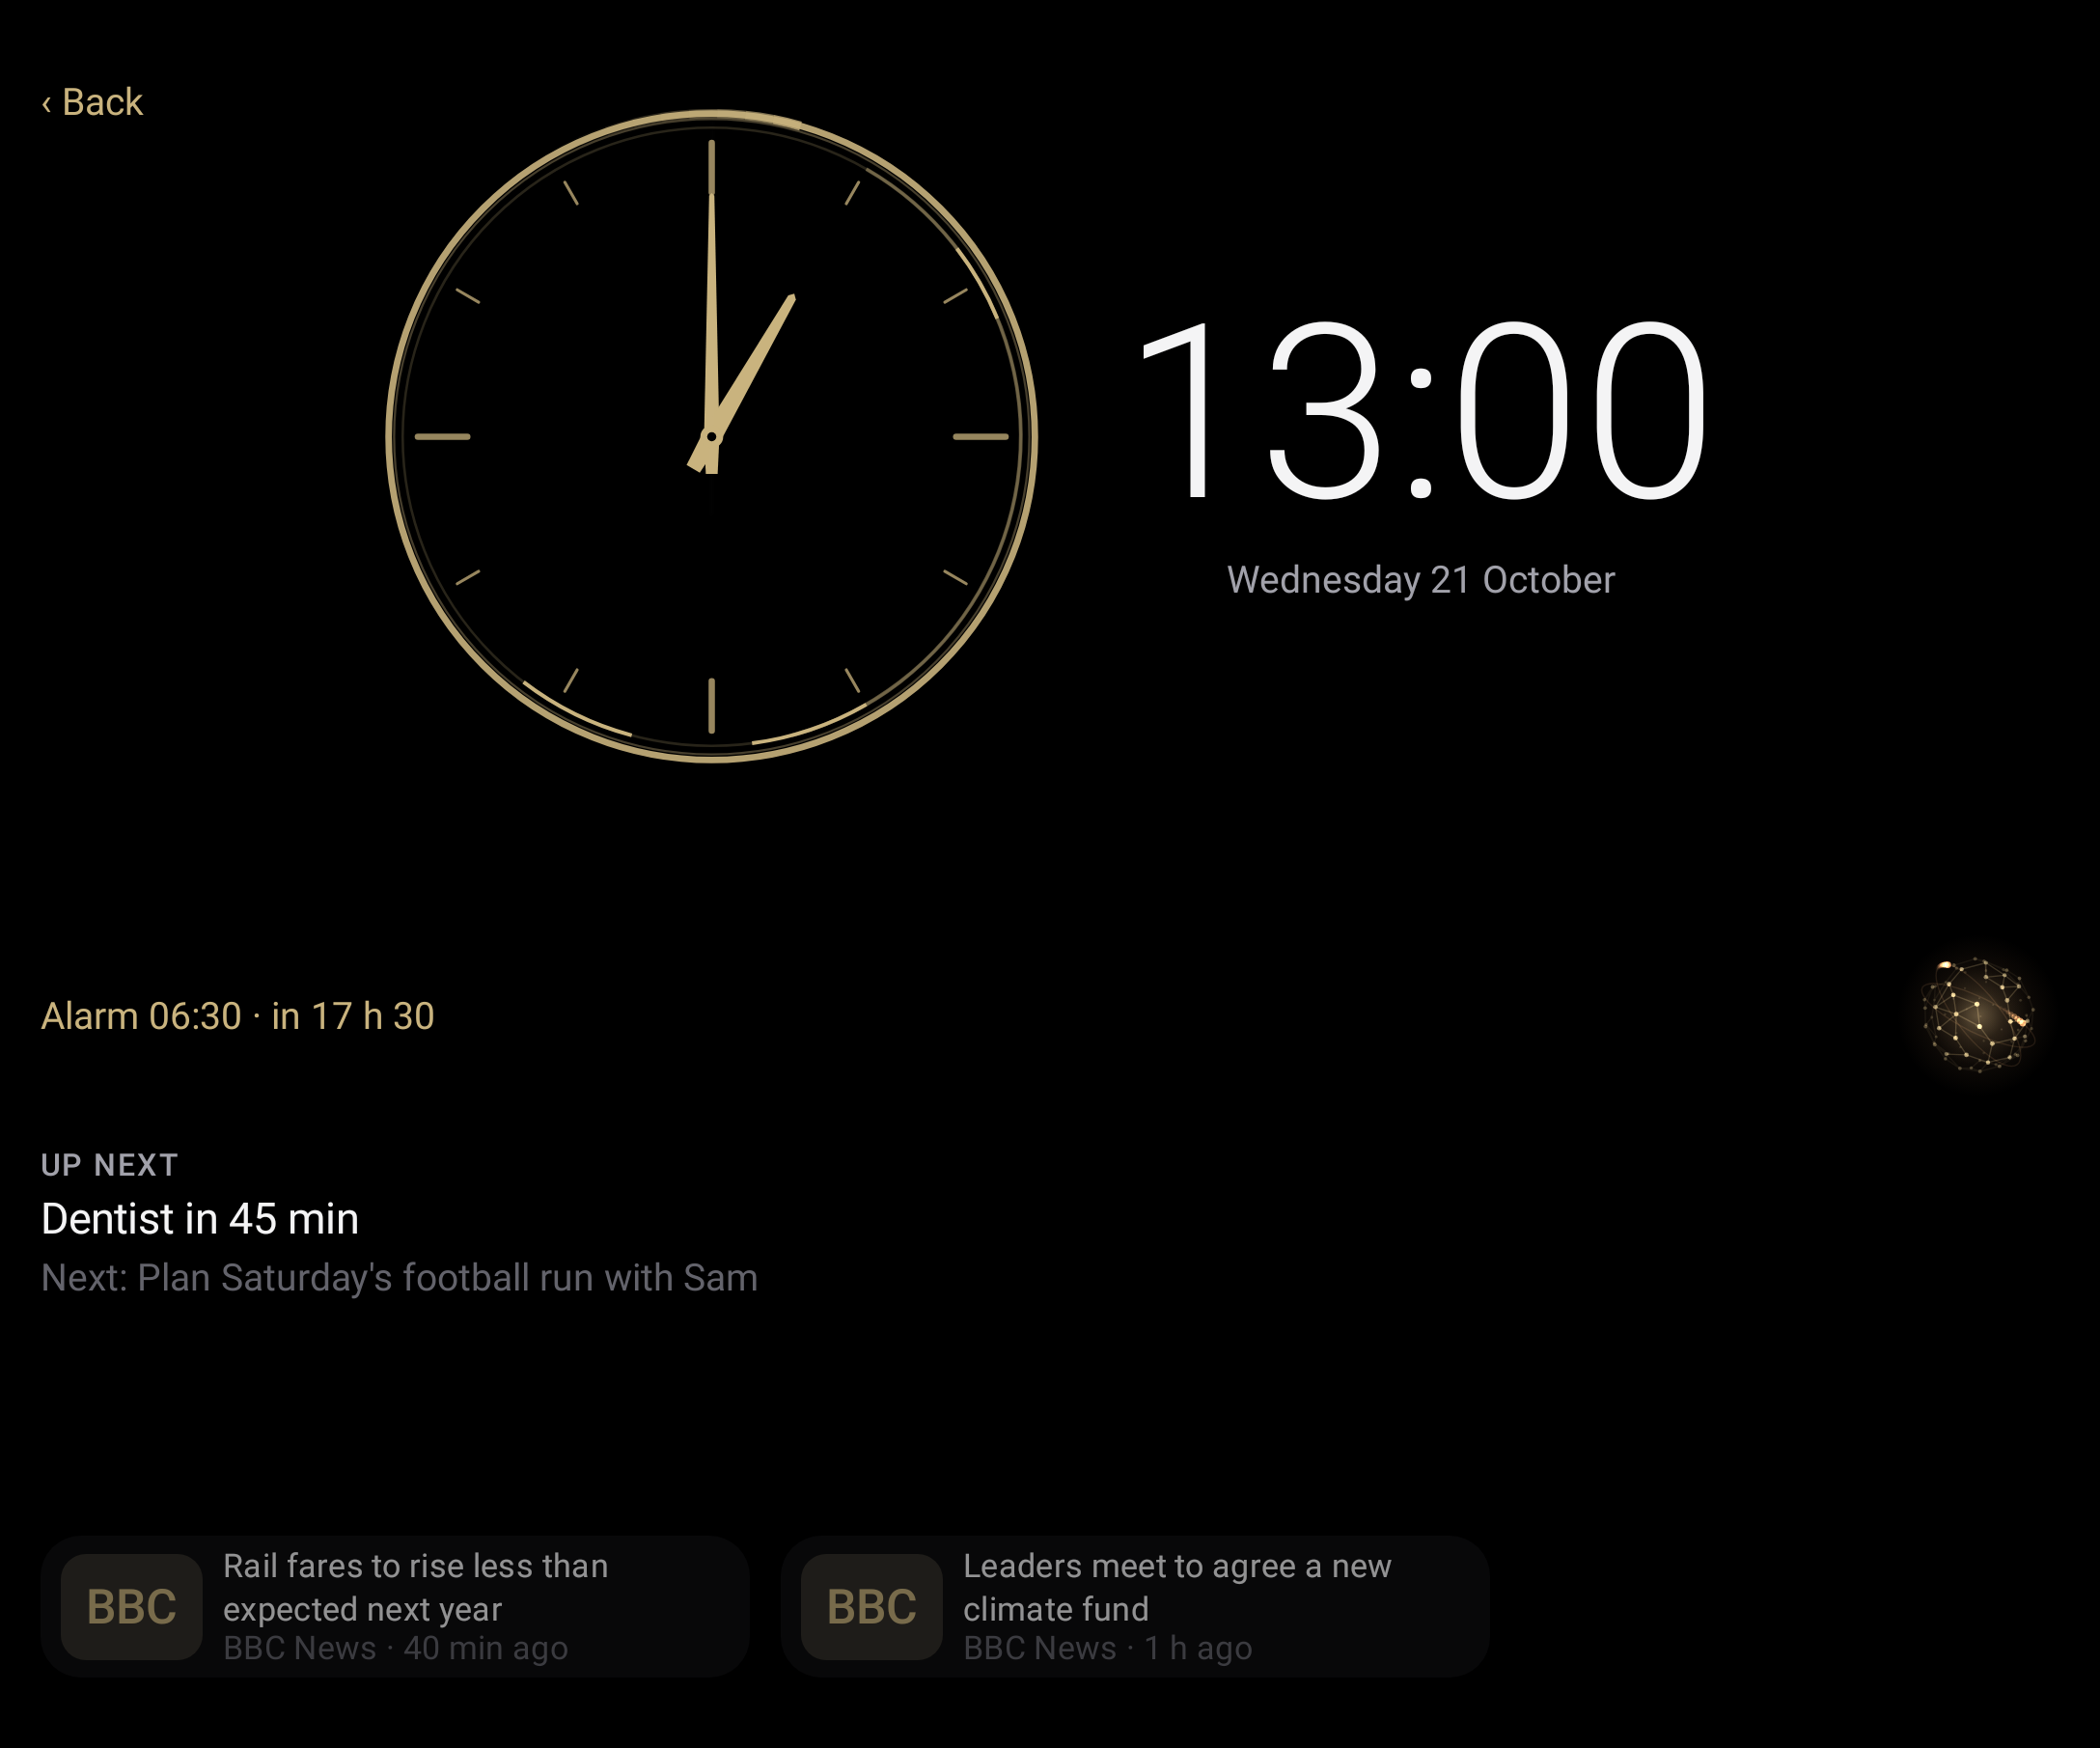 ‹ Back
13:00
Wednesday 21 October
Alarm 06:30 · in 17 h 30
UP NEXT
Dentist in 45 min
Next: Plan Saturday's football run with Sam
BBC
Rail fares to rise less than
expected next year
BBC News · 40 min ago
BBC
Leaders meet to agree a new
climate fund
BBC News · 1 h ago